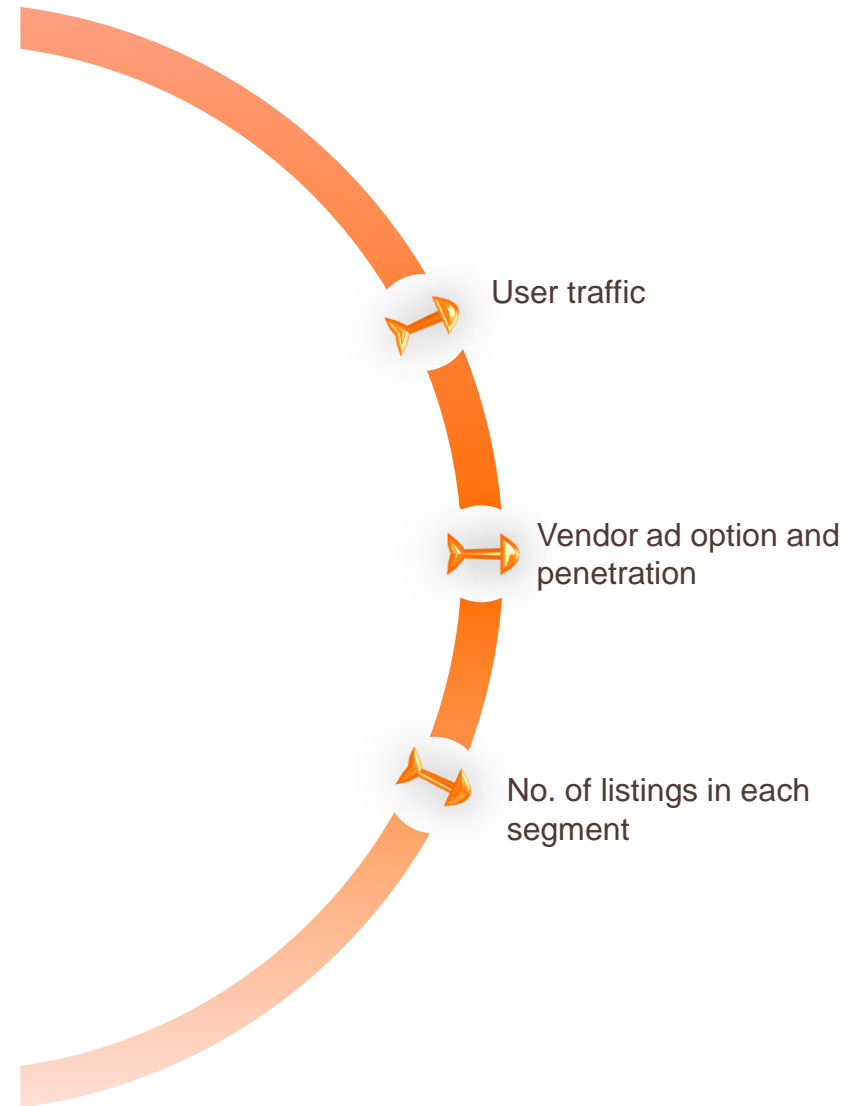 User traffic
Vendor ad option and
penetration
No. of listings in each
segment